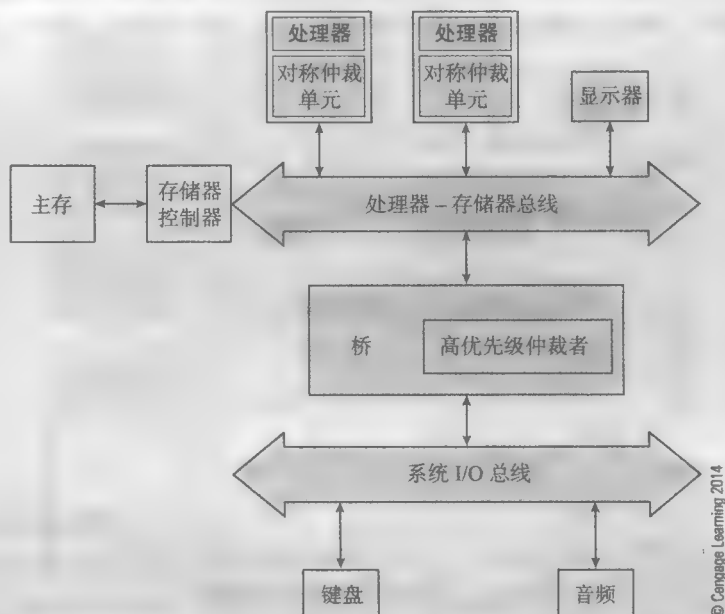 处理器
对称仲裁
单元
处理器
对称仲裁
单元
显示器
主存
存储器
控制器
处理器－存储器总线
桥
高优先级仲裁者
系统 I/O 总线
键盘
音频
© Cengage Learning 2014